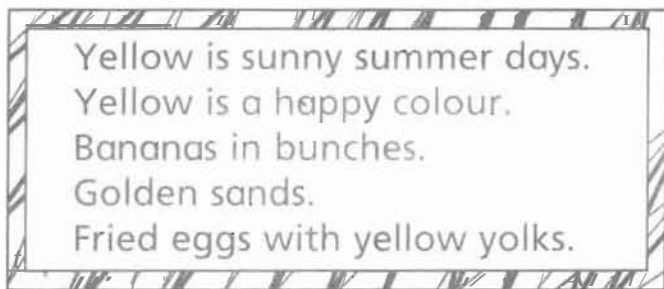 Yellow is sunny summer days.
Yellow is a happy colour.
Bananas in bunches.
Golden sands.
Fried eggs with yellow yolks.